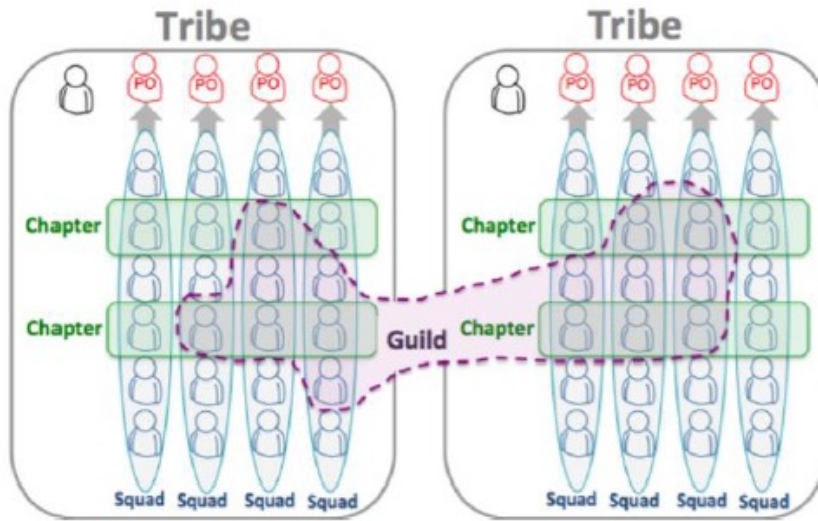 Tribe Tribe
PO PO PO PO PO PO PO PO
Chapter Chapter
Chapter Guild Chapter
Squad Squad Squad Squad Squad Squad Squad Squad